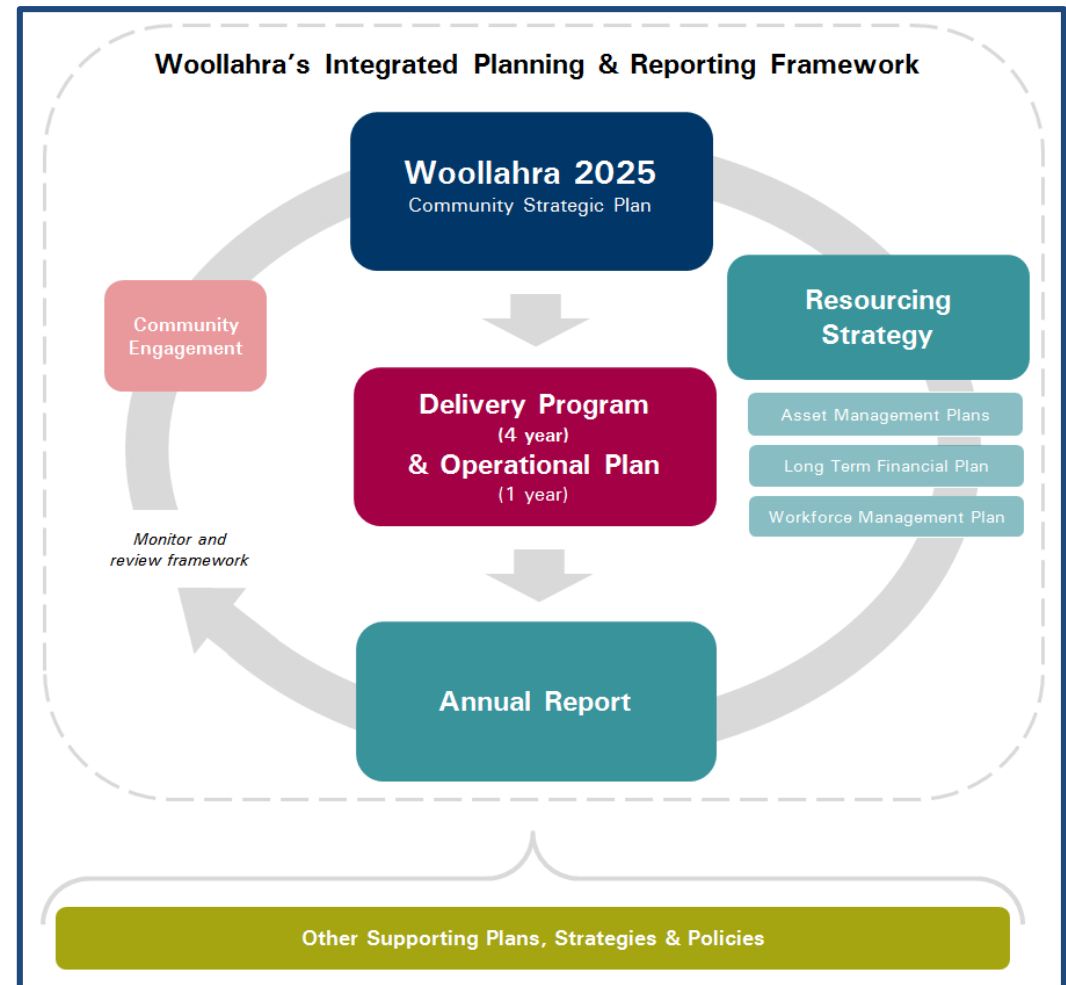 Woollahra's Integrated Planning & Reporting Framework
Woollahra 2025
Community Strategic Plan
Resourcing
Strategy
Community
Engagement
Delivery Program
(4 year)
& Operational Plan
(1 year)
Asset Management Plans
Long Term Financial Plan
Workforce Management Plan
Monitor and
review framework
Annual Report
Other Supporting Plans, Strategies & Policies